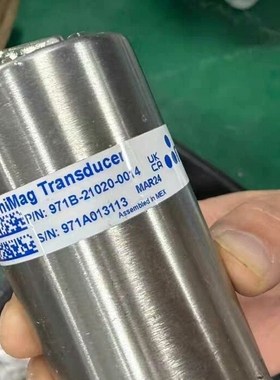 niMag Transducer
P/N: 971B-21020-0014
S/N: 971A013113
MAR24
Assembled in MEX
UK
CA